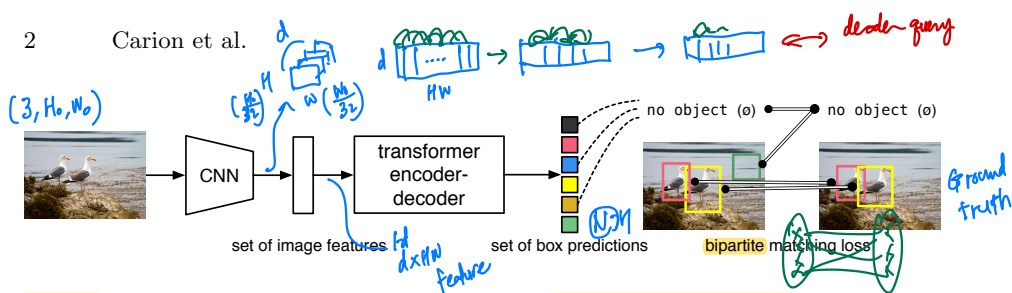 2 Carion et al.
d
d
HW
decoder query
(3, H₀, W₀)
H (H₀/32)
W (W₀/32)
no object (ø)
no object (ø)
CNN
transformer
encoder-
decoder
Ground
truth
set of image features
set of box predictions
bipartite matching loss
d×HW
feature